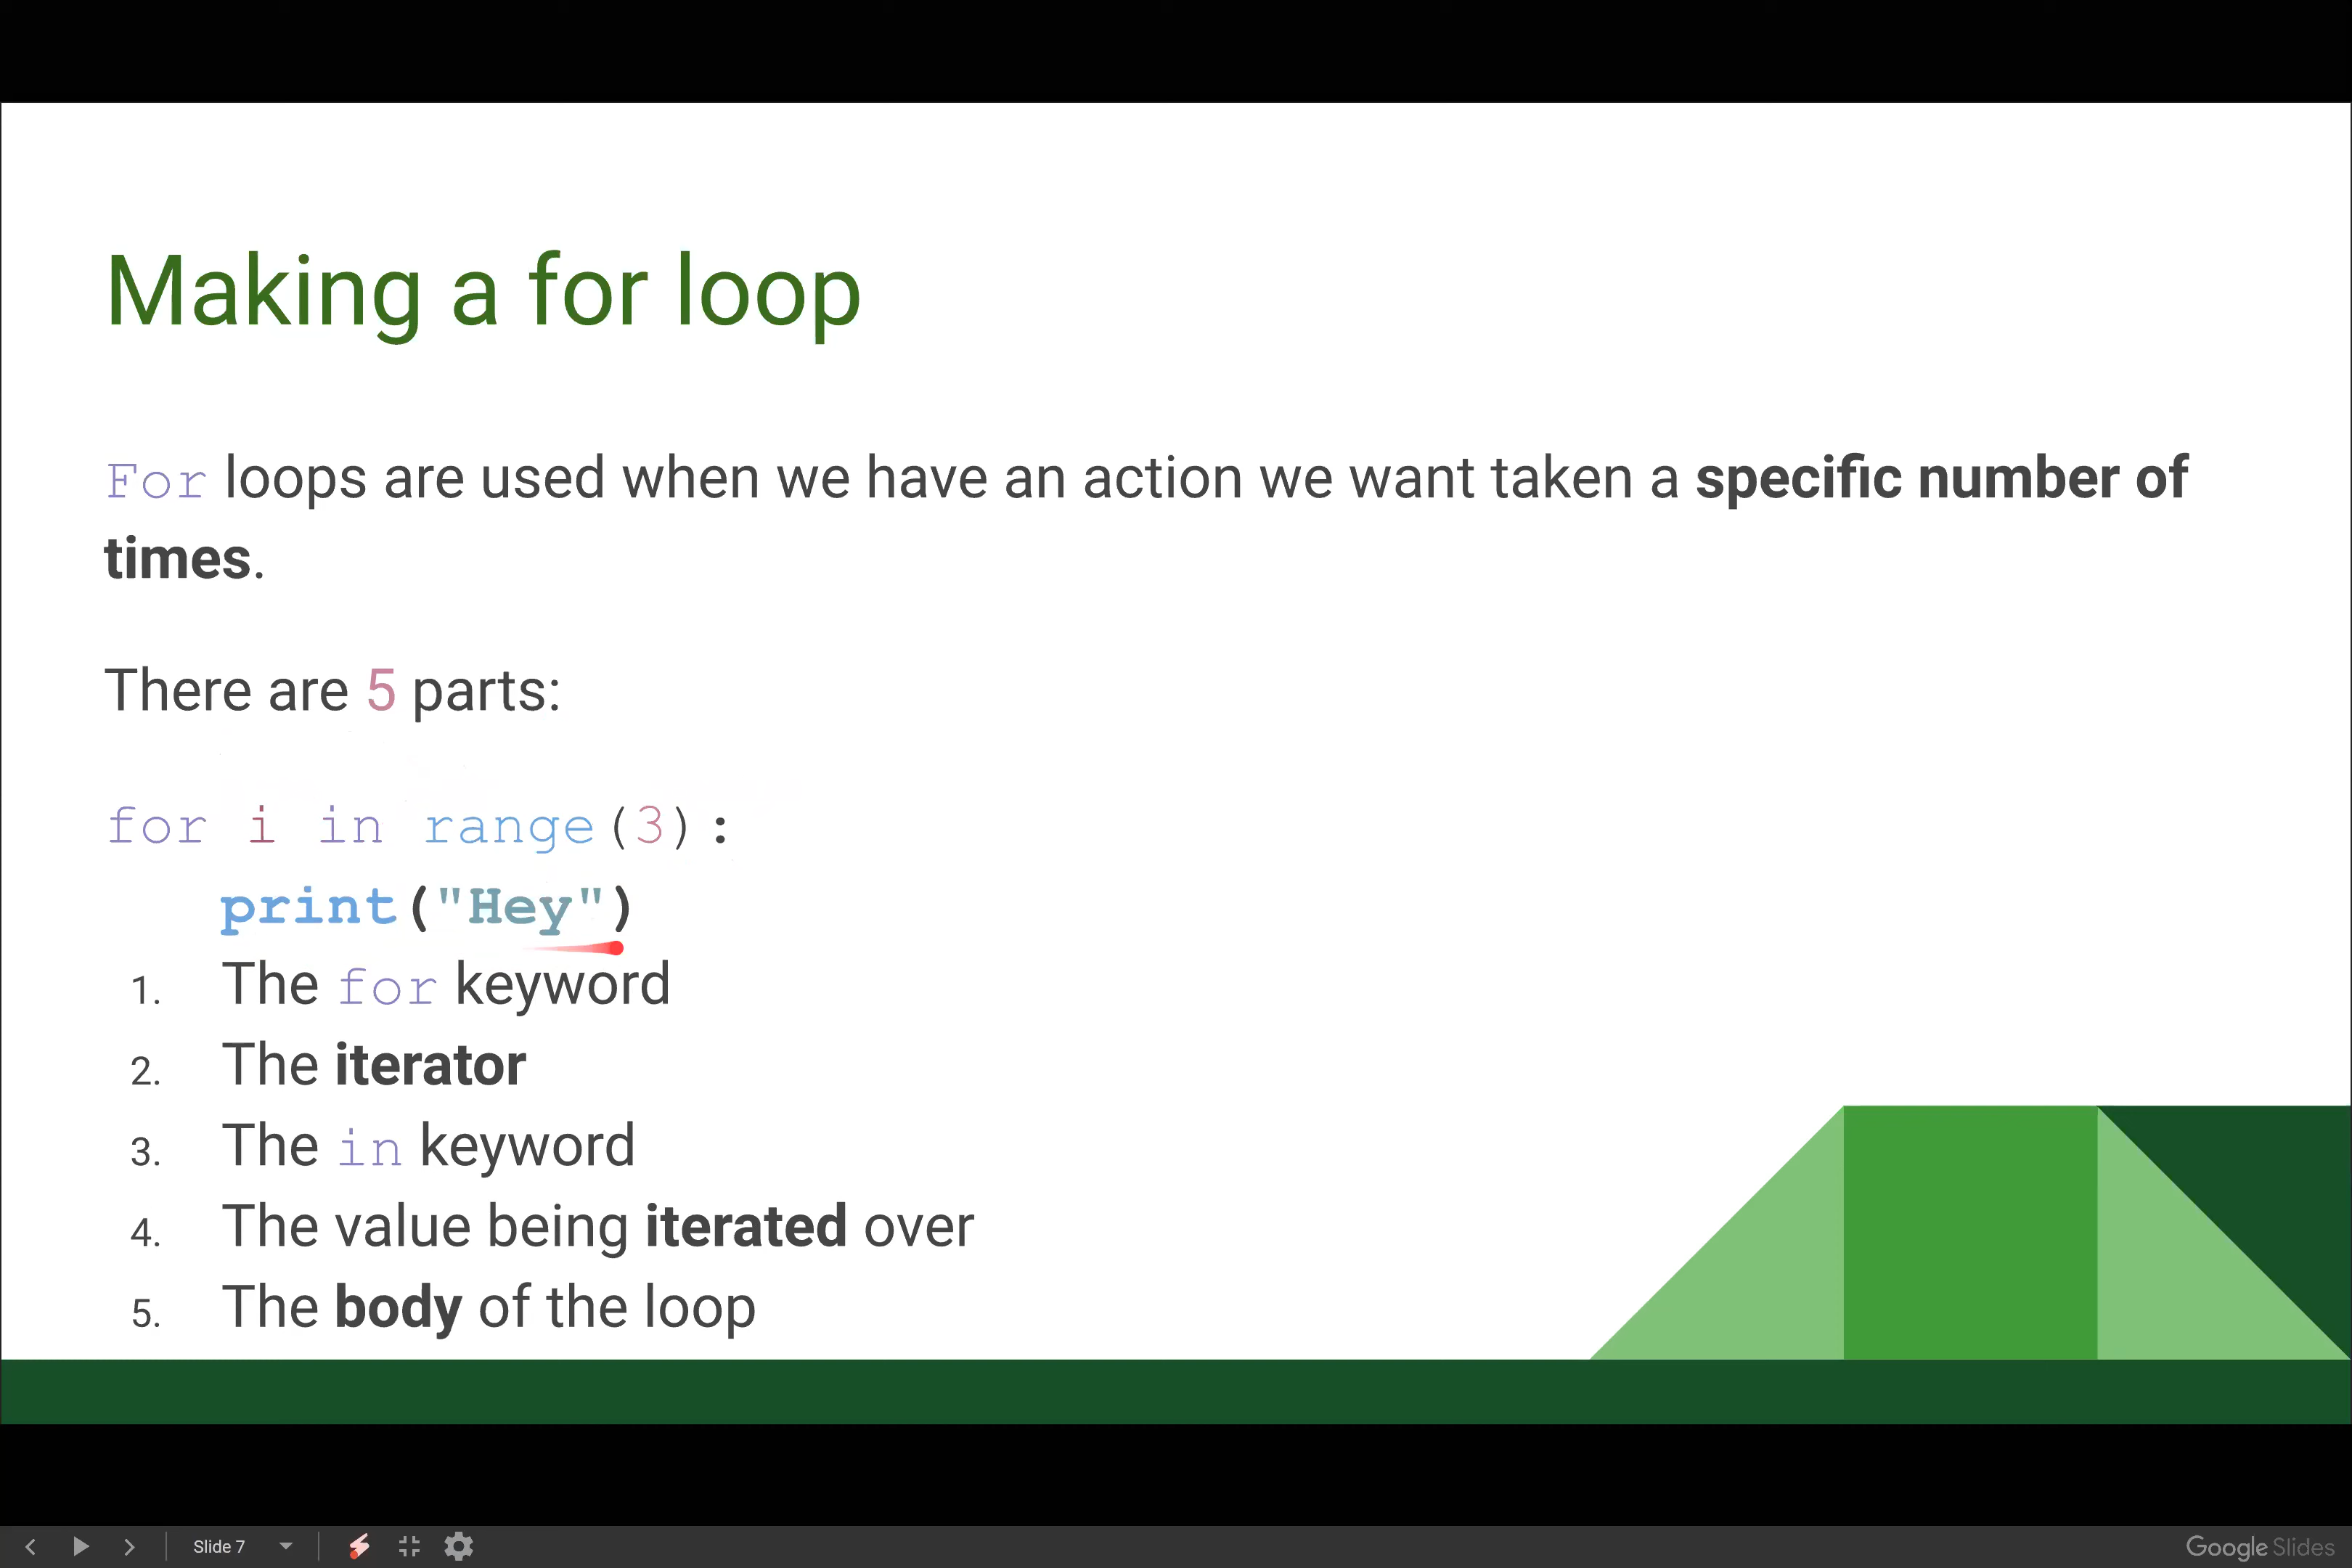 Making a for loop
For loops are used when we have an action we want taken a specific number of
times.
There are 5 parts:
for i in range(3):
print("Hey")
1. The for keyword
2. The iterator
3. The in keyword
4. The value being iterated over
5. The body of the loop
Slide 7
Google Slides